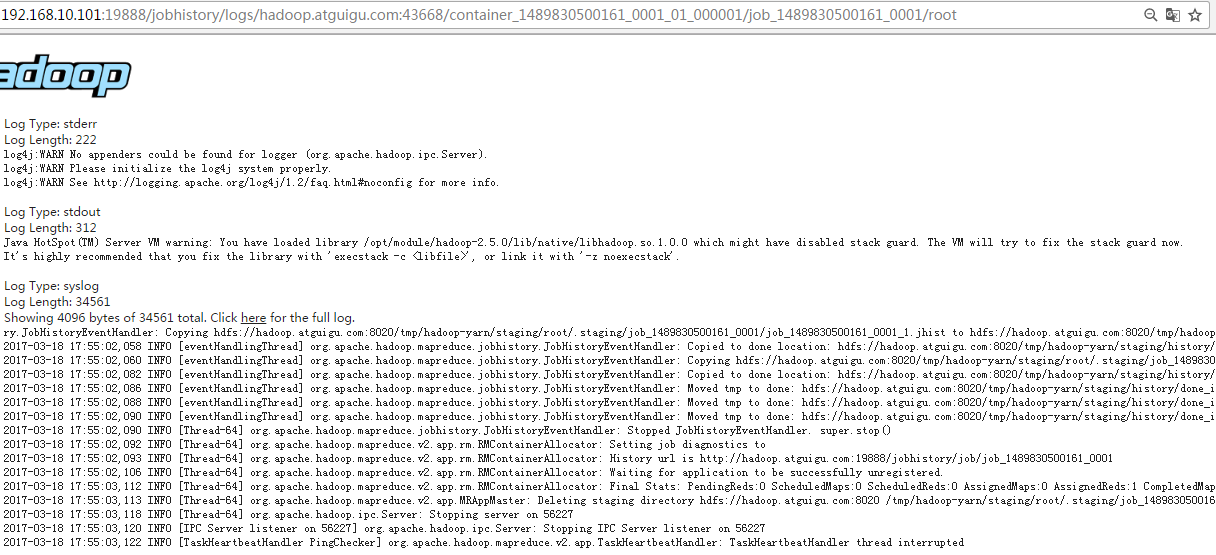 192.168.10.101:19888/jobhistory/logs/hadoop.atguigu.com:43668/container_1489830500161_0001_01_000001/job_1489830500161_0001/root
adoop
Log Type: stderr
Log Length: 222
log4j:WARN No appenders could be found for logger (org.apache.hadoop.ipc.Server).
log4j:WARN Please initialize the log4j system properly.
log4j:WARN See http://logging.apache.org/log4j/1.2/faq.html#noconfig for more info.
Log Type: stdout
Log Length: 312
Java HotSpot(TM) Server VM warning: You have loaded library /opt/module/hadoop-2.5.0/lib/native/libhadoop.so.1.0.0 which might have disabled stack guard. The VM will try to fix the stack guard now.
It's highly recommended that you fix the library with 'execstack -c <libfile>', or link it with '-z noexecstack'.
Log Type: syslog
Log Length: 34561
Showing 4096 bytes of 34561 total. Click here for the full log.
ry.JobHistoryEventHandler: Copying hdfs://hadoop.atguigu.com:8020/tmp/hadoop-yarn/staging/root/.staging/job_1489830500161_0001/job_1489830500161_0001_1.jhist to hdfs://hadoop.atguigu.com:8020/tmp/hadoop
2017-03-18 17:55:02,058 INFO [eventHandlingThread] org.apache.hadoop.mapreduce.jobhistory.JobHistoryEventHandler: Copied to done location: hdfs://hadoop.atguigu.com:8020/tmp/hadoop-yarn/staging/history/
2017-03-18 17:55:02,060 INFO [eventHandlingThread] org.apache.hadoop.mapreduce.jobhistory.JobHistoryEventHandler: Copying hdfs://hadoop.atguigu.com:8020/tmp/hadoop-yarn/staging/root/.staging/job_148983
2017-03-18 17:55:02,082 INFO [eventHandlingThread] org.apache.hadoop.mapreduce.jobhistory.JobHistoryEventHandler: Copied to done location: hdfs://hadoop.atguigu.com:8020/tmp/hadoop-yarn/staging/history/
2017-03-18 17:55:02,086 INFO [eventHandlingThread] org.apache.hadoop.mapreduce.jobhistory.JobHistoryEventHandler: Moved tmp to done: hdfs://hadoop.atguigu.com:8020/tmp/hadoop-yarn/staging/history/done_i
2017-03-18 17:55:02,088 INFO [eventHandlingThread] org.apache.hadoop.mapreduce.jobhistory.JobHistoryEventHandler: Moved tmp to done: hdfs://hadoop.atguigu.com:8020/tmp/hadoop-yarn/staging/history/done_i
2017-03-18 17:55:02,090 INFO [eventHandlingThread] org.apache.hadoop.mapreduce.jobhistory.JobHistoryEventHandler: Moved tmp to done: hdfs://hadoop.atguigu.com:8020/tmp/hadoop-yarn/staging/history/done_i
2017-03-18 17:55:02,090 INFO [Thread-64] org.apache.hadoop.mapreduce.jobhistory.JobHistoryEventHandler: Stopped JobHistoryEventHandler. super.stop()
2017-03-18 17:55:02,092 INFO [Thread-64] org.apache.hadoop.mapreduce.v2.app.rm.RMContainerAllocator: Setting job diagnostics to
2017-03-18 17:55:02,093 INFO [Thread-64] org.apache.hadoop.mapreduce.v2.app.rm.RMContainerAllocator: History url is http://hadoop.atguigu.com:19888/jobhistory/job/job_1489830500161_0001
2017-03-18 17:55:02,106 INFO [Thread-64] org.apache.hadoop.mapreduce.v2.app.rm.RMContainerAllocator: Waiting for application to be successfully unregistered.
2017-03-18 17:55:03,112 INFO [Thread-64] org.apache.hadoop.mapreduce.v2.app.rm.RMContainerAllocator: Final Stats: PendingReds:0 ScheduledMaps:0 ScheduledReds:0 AssignedMaps:0 AssignedReds:1 CompletedMap
2017-03-18 17:55:03,113 INFO [Thread-64] org.apache.hadoop.mapreduce.v2.app.MRAppMaster: Deleting staging directory hdfs://hadoop.atguigu.com:8020 /tmp/hadoop-yarn/staging/root/.staging/job_148983050016
2017-03-18 17:55:03,118 INFO [Thread-64] org.apache.hadoop.ipc.Server: Stopping server on 56227
2017-03-18 17:55:03,120 INFO [IPC Server listener on 56227] org.apache.hadoop.ipc.Server: Stopping IPC Server listener on 56227
2017-03-18 17:55:03,122 INFO [TaskHeartbeatHandler PingChecker] org.apache.hadoop.mapreduce.v2.app.TaskHeartbeatHandler: TaskHeartbeatHandler thread interrupted